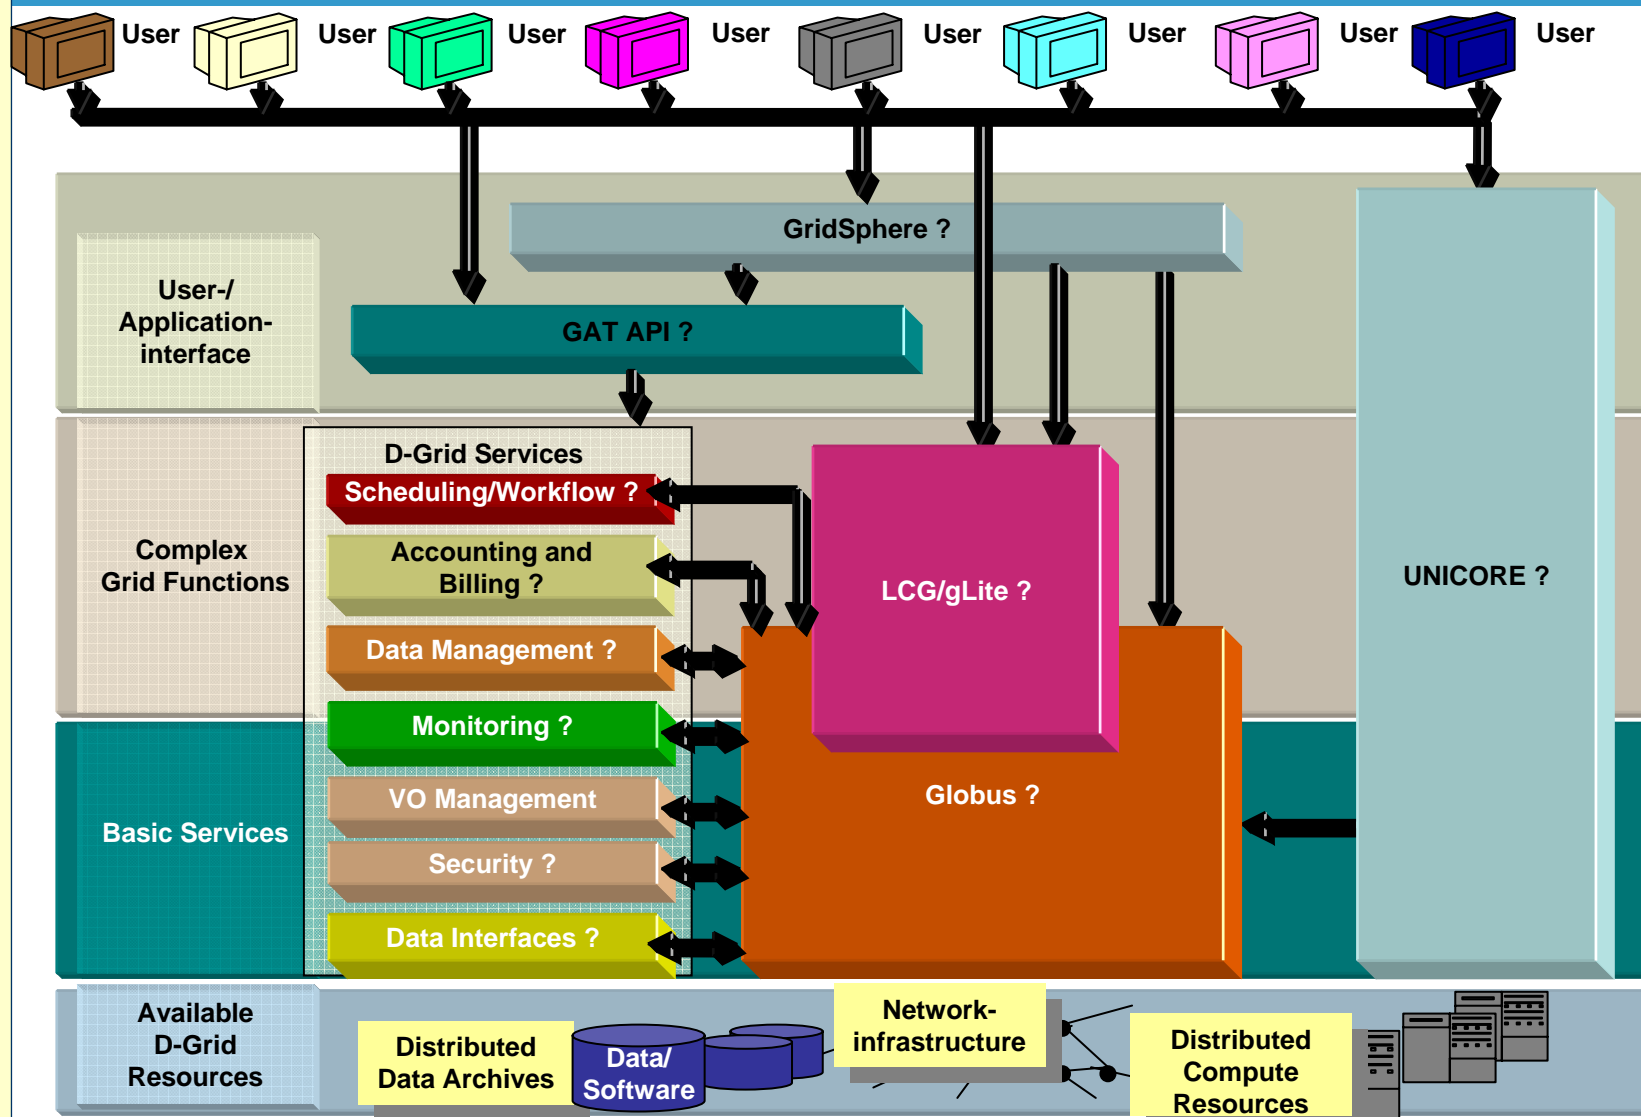 User
User
User
User
User
User
User
User
GridSphere ?
User-/
Application-
interface
GAT API ?
D-Grid Services
Scheduling/Workflow ?
Accounting and
Billing ?
Data Management ?
Monitoring ?
VO Management
Security ?
Data Interfaces ?
Complex
Grid Functions
LCG/gLite ?
UNICORE ?
Globus ?
Basic Services
Available
D-Grid
Resources
Distributed
Data Archives
Data/
Software
Network-
infrastructure
Distributed
Compute
Resources